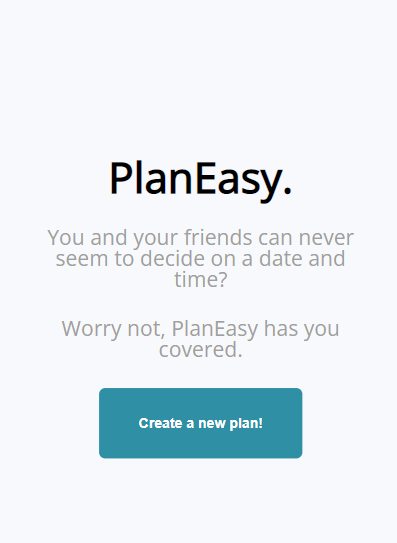 PlanEasy.
You and your friends can never
seem to decide on a date and
time?
Worry not, PlanEasy has you
covered.
Create a new plan!